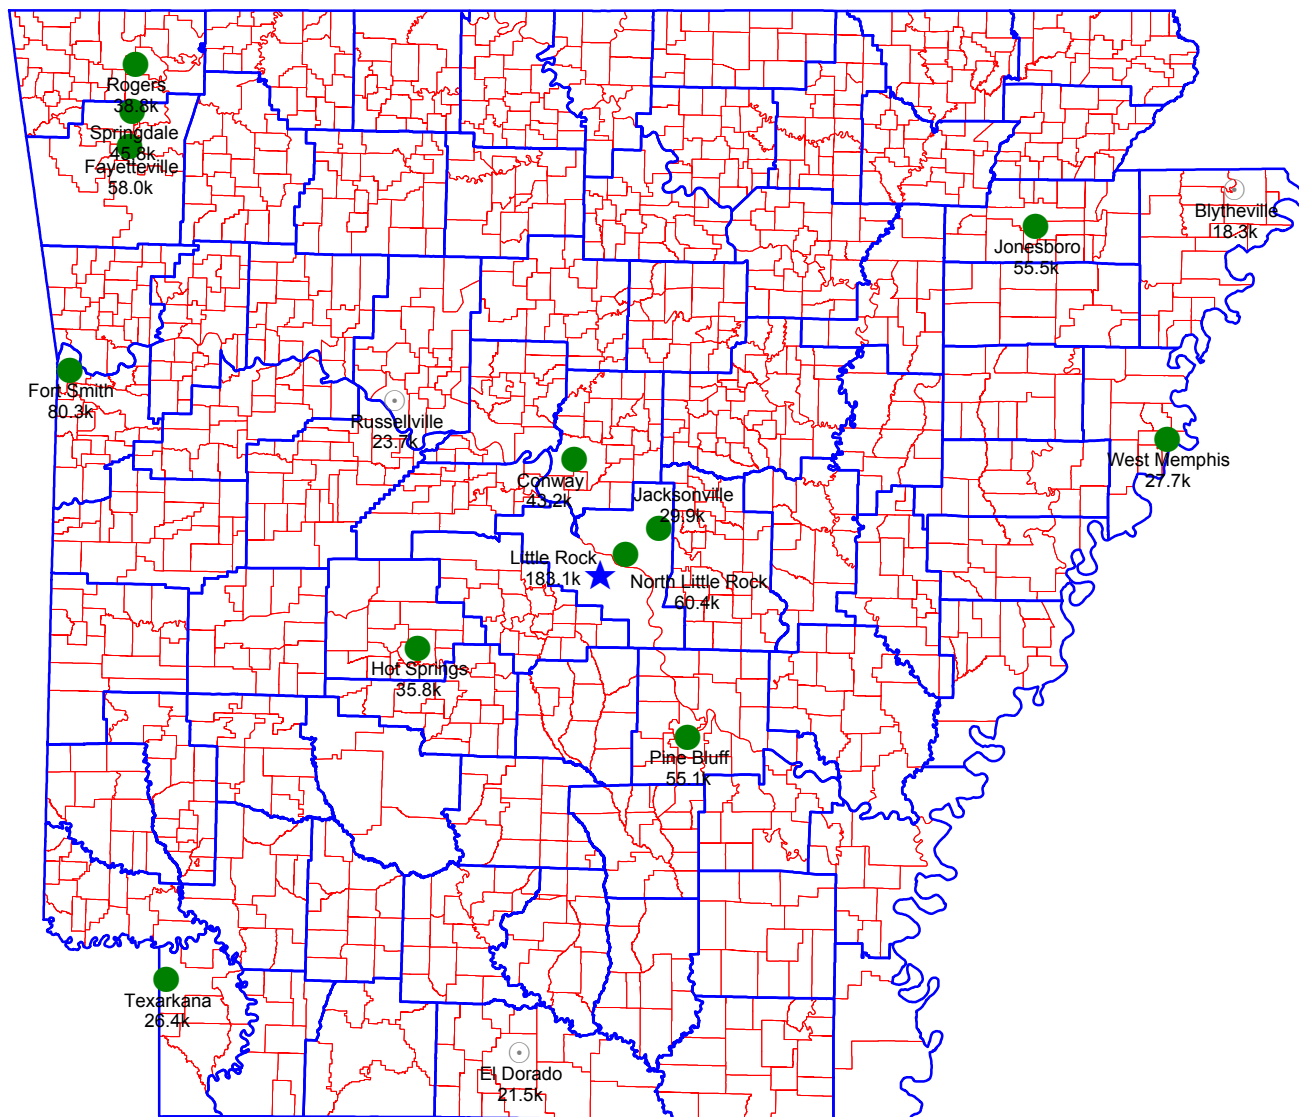 Rogers
38.8k
Springdale
45.8k
Fayetteville
58.0k
Blytheville
18.3k
Jonesboro
55.5k
Fort Smith
80.3k
Russellville
23.7k
West Memphis
27.7k
Conway
43.2k
Jacksonville
29.9k
Little Rock
183.1k
North Little Rock
60.4k
Hot Springs
35.8k
Pine Bluff
55.1k
Texarkana
26.4k
El Dorado
21.5k